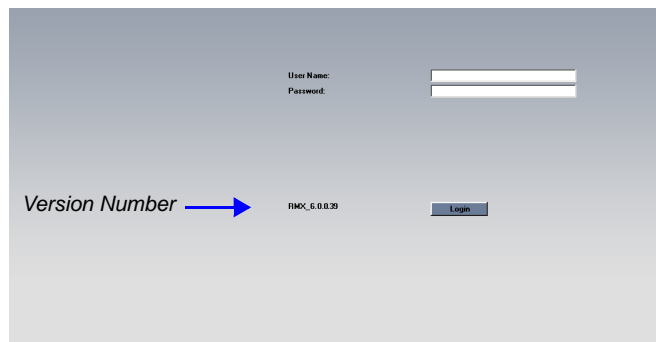 User Name:
Password:
Version Number
RMX_6.0.0.39
Login